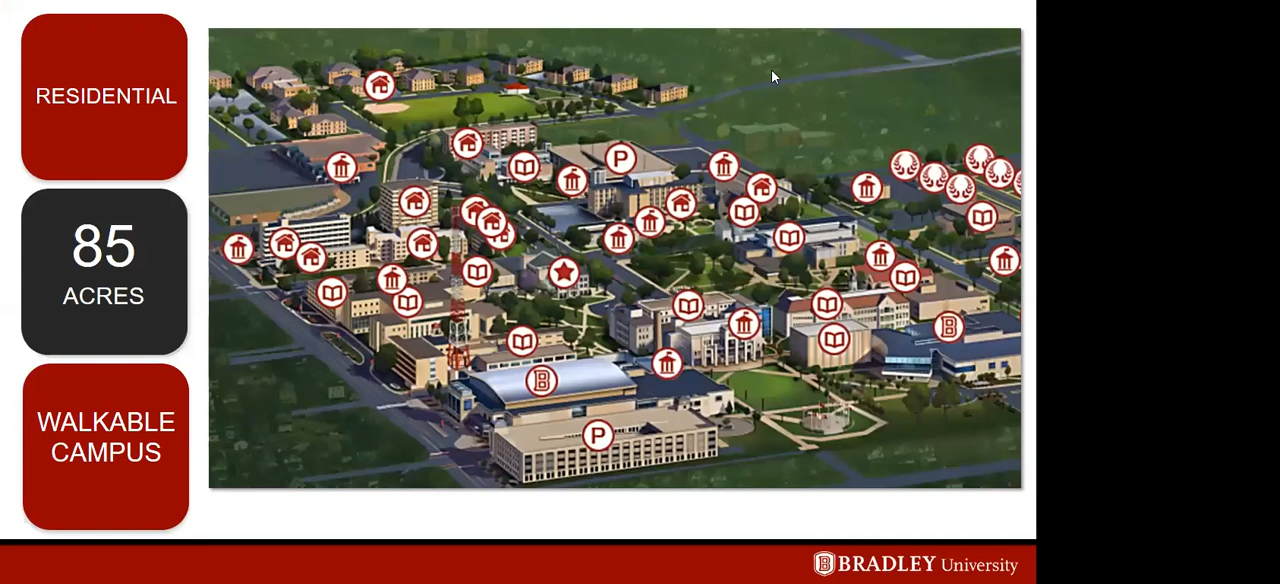 RESIDENTIAL
85
ACRES
WALKABLE
CAMPUS
P
B
B
P
B BRADLEY University